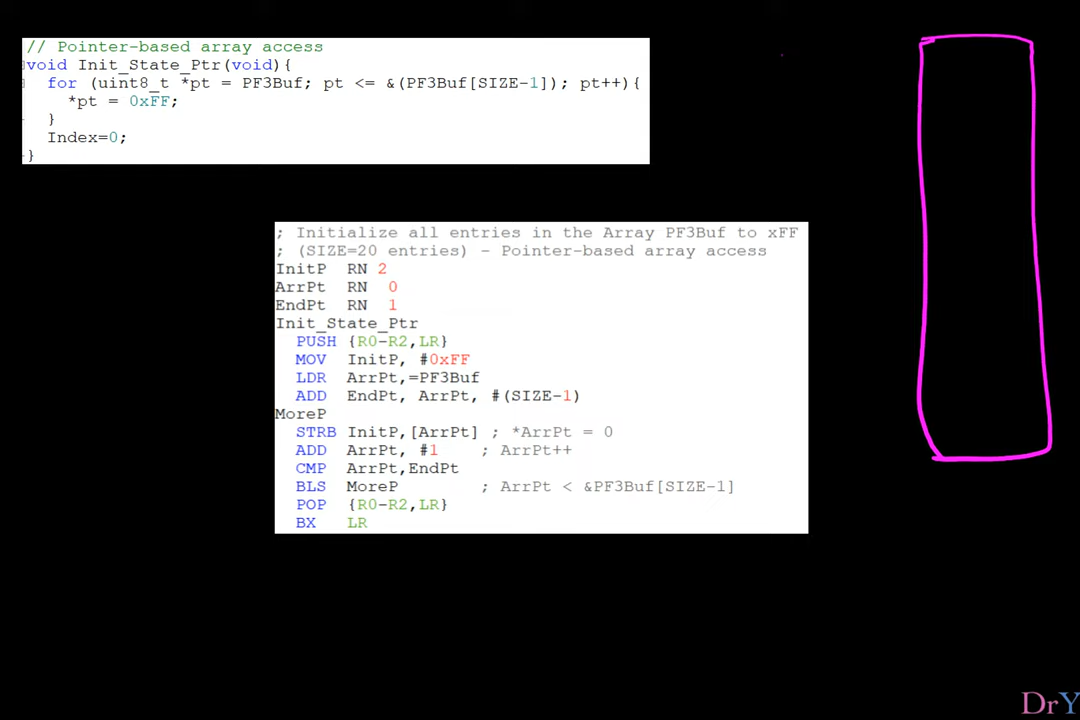 // Pointer-based array access
void Init_State_Ptr(void){
for (uint8_t *pt = PF3Buf; pt <= &(PF3Buf[SIZE-1]); pt++){
*pt = 0xFF;
}
Index=0;
}
; Initialize all entries in the Array PF3Buf to xFF
; (SIZE=20 entries) - Pointer-based array access
InitP RN 2
ArrPt RN 0
EndPt RN 1
Init_State_Ptr
PUSH {R0-R2,LR}
MOV InitP, #0xFF
LDR ArrPt,=PF3Buf
ADD EndPt, ArrPt, #(SIZE-1)
MoreP
STRB InitP,[ArrPt] ; *ArrPt = 0
ADD ArrPt, #1 ; ArrPt++
CMP ArrPt,EndPt
BLS MoreP ; ArrPt < &PF3Buf[SIZE-1]
POP {R0-R2,LR}
BX LR
DrY